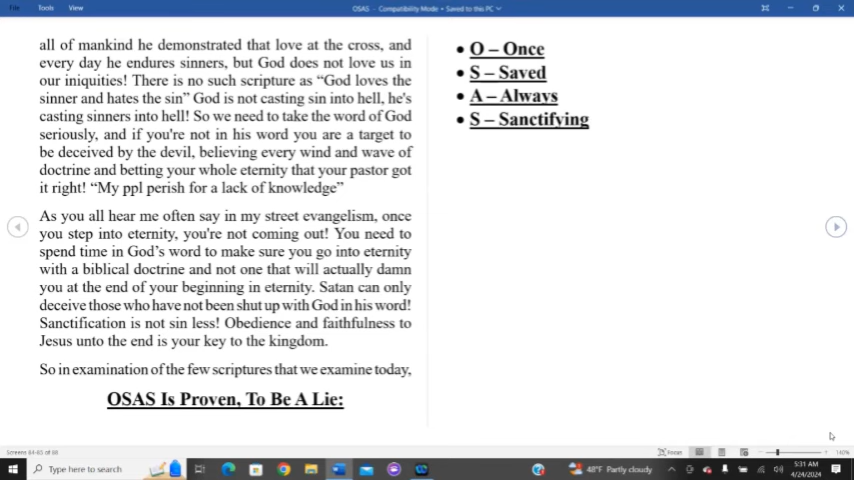 File Tools View
OSAS - Compatibility Mode • Saved to this PC
all of mankind he demonstrated that love at the cross, and
every day he endures sinners, but God does not love us in
our iniquities! There is no such scripture as “God loves the
sinner and hates the sin” God is not casting sin into hell, he's
casting sinners into hell! So we need to take the word of God
seriously, and if you're not in his word you are a target to
be deceived by the devil, believing every wind and wave of
doctrine and betting your whole eternity that your pastor got
it right! “My ppl perish for a lack of knowledge”
As you all hear me often say in my street evangelism, once
you step into eternity, you're not coming out! You need to
spend time in God’s word to make sure you go into eternity
with a biblical doctrine and not one that will actually damn
you at the end of your beginning in eternity. Satan can only
deceive those who have not been shut up with God in his word!
Sanctification is not sin less! Obedience and faithfulness to
Jesus unto the end is your key to the kingdom.
So in examination of the few scriptures that we examine today,
OSAS Is Proven, To Be A Lie:
• O – Once
• S – Saved
• A – Always
• S – Sanctifying
Screens 84-85 of 88
Focus
140%
Type here to search
48°F Partly cloudy
5:31 AM
4/24/2024